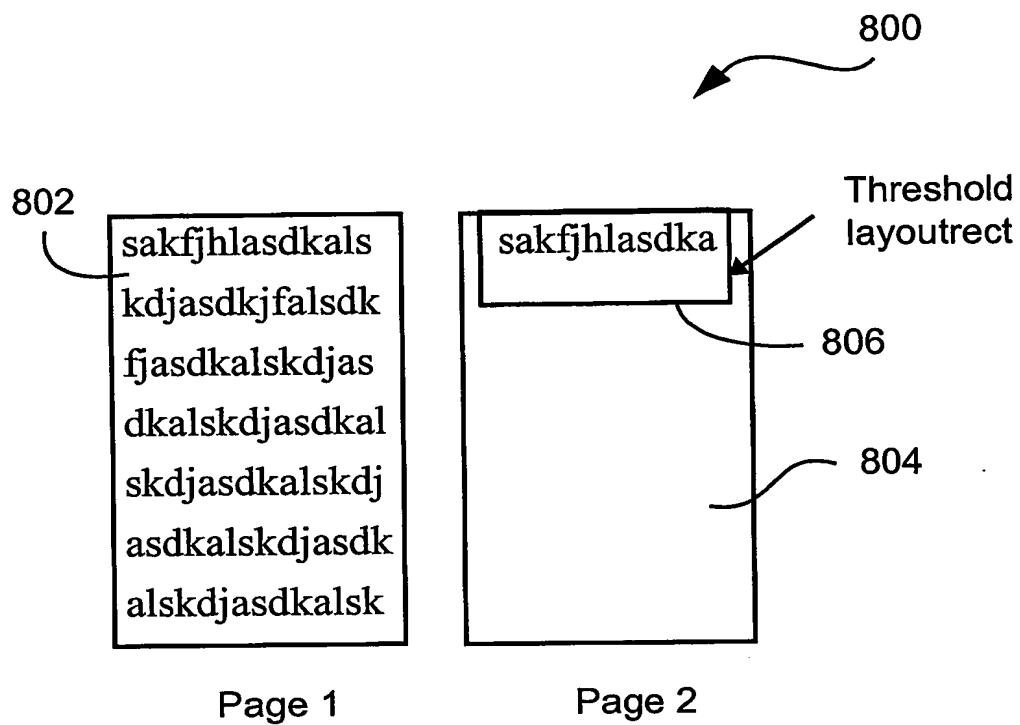 800
802
Threshold
layoutrect
sakfjhlasdkals
kdjasdkjfalsdk
fjasdkalskdjas
dkalskdjasdkal
skdjasdkalskdj
asdkalskdjasdk
alskdjasdkalsk
sakfjhlasdka
806
804
Page 1
Page 2